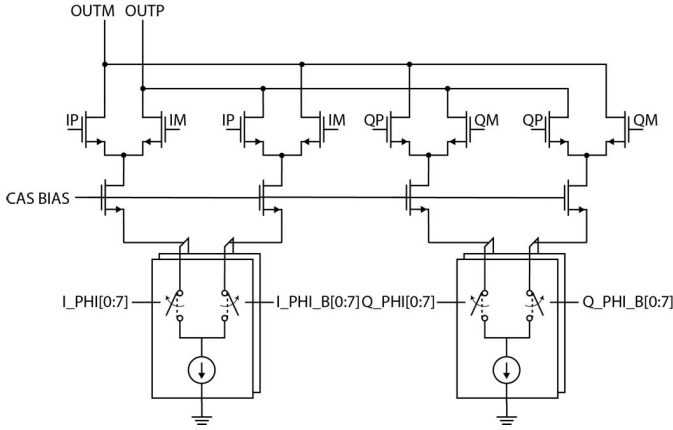 OUTM OUTP
IP IM IP IM QP QM QP QM
CAS BIAS
I_PHI[0:7] I_PHI_B[0:7] Q_PHI[0:7] Q_PHI_B[0:7]